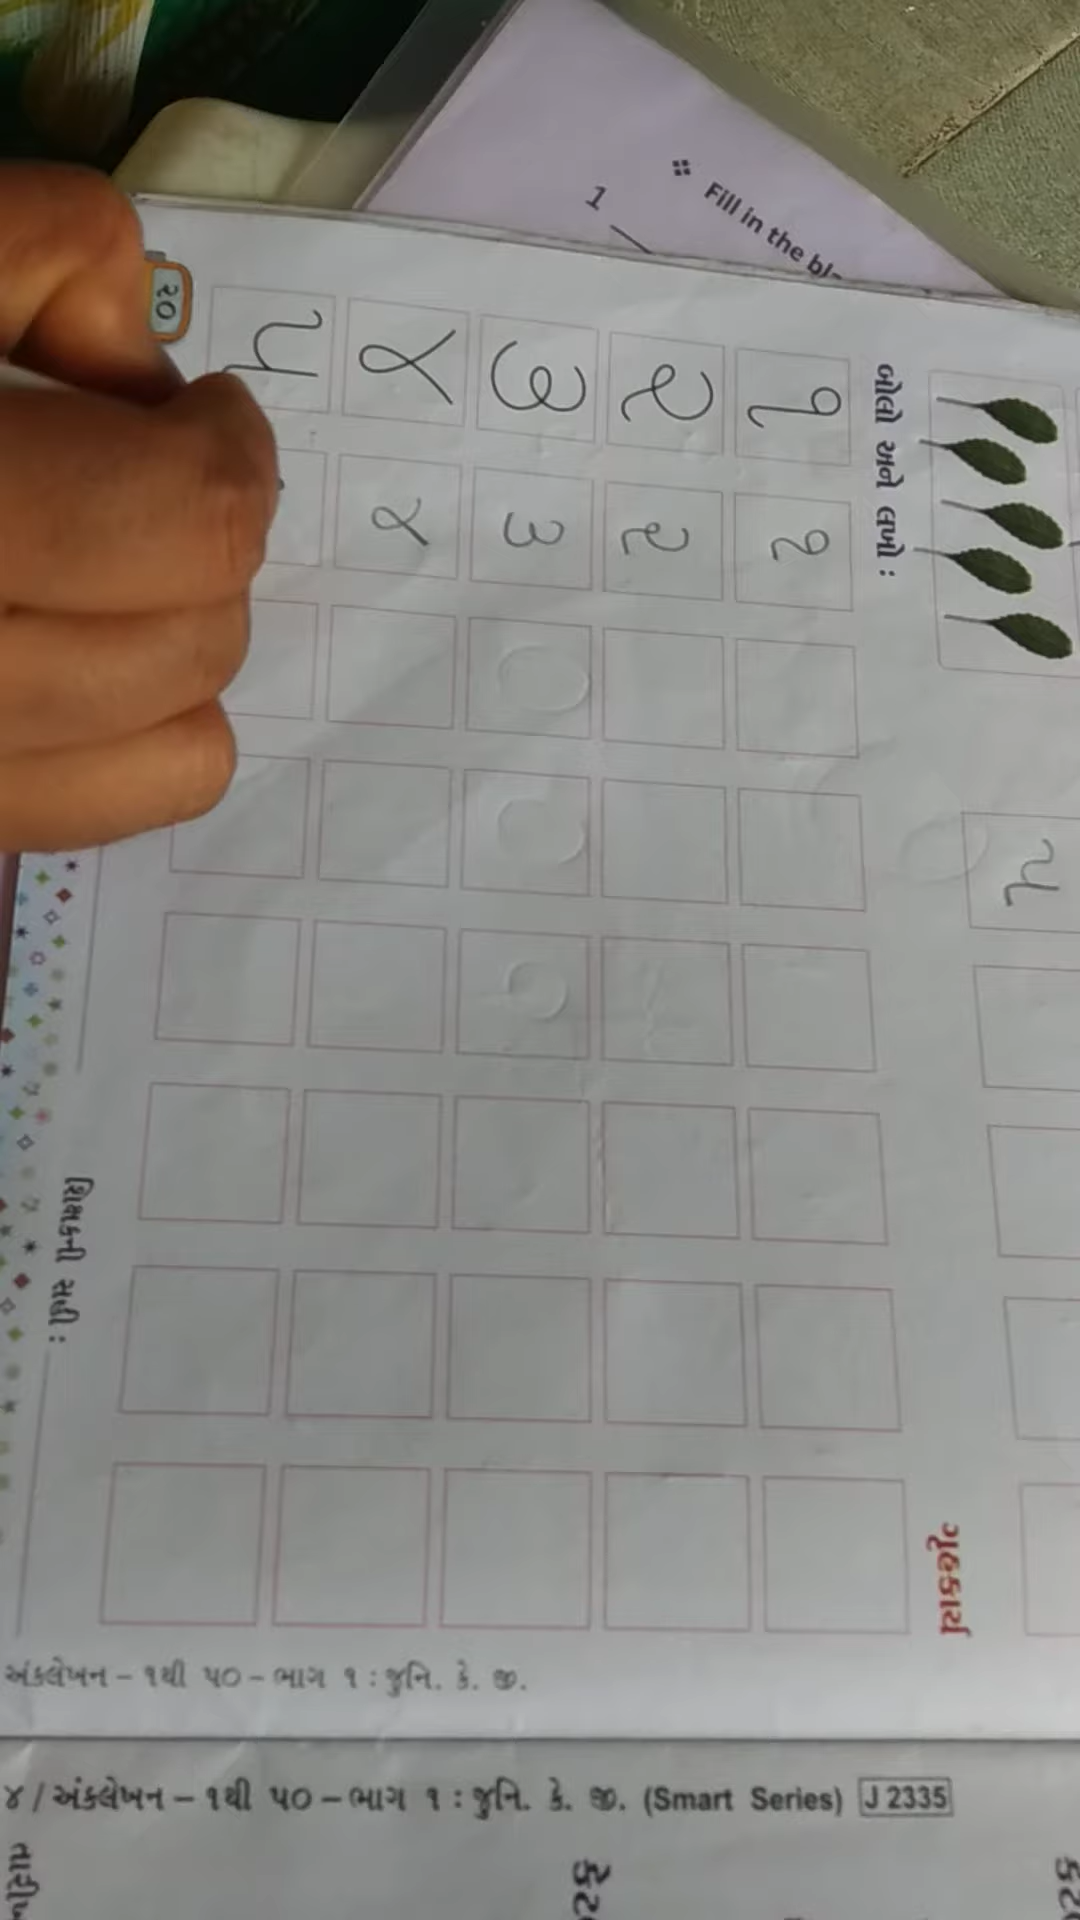 ❖ Fill in the bl
1
૫
ગૃહકાર્ય
બોલો અને લખો :
૧ ૧
૨ ૨
૩ ૩
૪ ૪
૫
૨૦
શિક્ષકની સહી :
અંકલેખન – ૧થી ૫૦ – ભાગ ૧ : જુનિ. કે. જી.
૪ / અંકલેખન – ૧થી ૫૦ – ભાગ ૧ : જુનિ. કે. જી. (Smart Series) J 2335